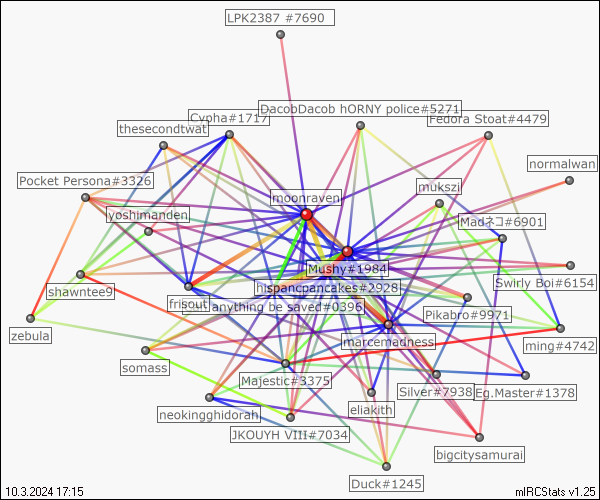 LPK2387 #7690
DacobDacob hORNY police#5271
Cypha#1717
Fedora Stoat#4479
thesecondtwat
normalwan
Pocket Persona#3326
mukszi
moonraven
yoshimanden
Madネコ#6901
Mushy#1984
Swirly Boi#6154
shawntee9
hispanicpancakes#2928
frisout
anything be saved#0396
Pikabro#9971
zebula
marcemadness
ming#4742
somass
Majestic#3375
Silver#7938
Eg.Master#1378
neokingghidorah
eliakith
JKOUYH VIII#7034
bigcitysamurai
Duck#1245
10.3.2024 17:15
mIRCStats v1.25